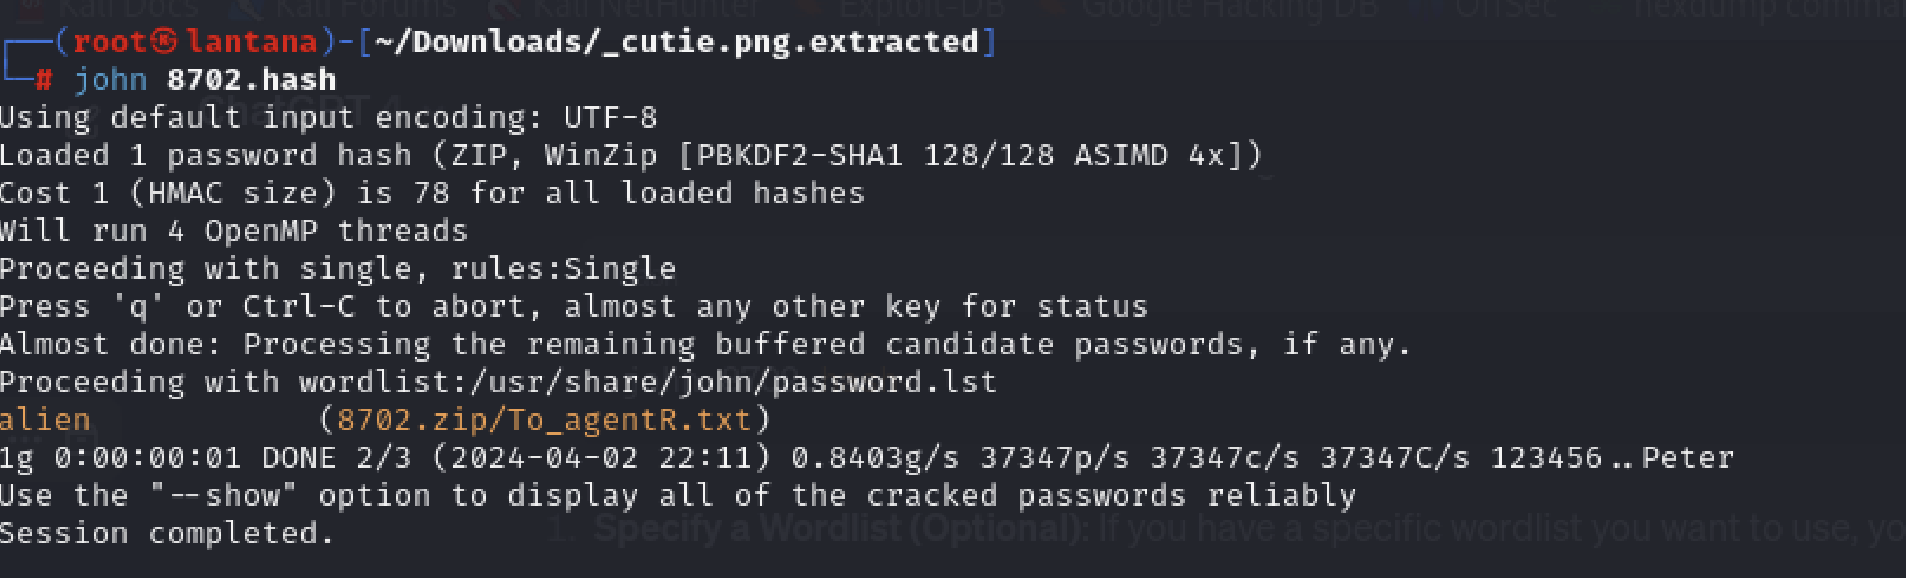 Kali Docs Kali Forums Kali NetHunter Exploit-DB Google Hacking DB OffSec hexdump comma
┌──(root㉿lantana)-[~/Downloads/_cutie.png.extracted]
└─# john 8702.hash
ChatGPT 4
Using default input encoding: UTF-8
Loaded 1 password hash (ZIP, WinZip [PBKDF2-SHA1 128/128 ASIMD 4x])
Cost 1 (HMAC size) is 78 for all loaded hashes
Will run 4 OpenMP threads
Proceeding with single, rules:Single
Press 'q' or Ctrl-C to abort, almost any other key for status
Almost done: Processing the remaining buffered candidate passwords, if any.
Proceeding with wordlist:/usr/share/john/password.lst
alien            (8702.zip/To_agentR.txt)
1g 0:00:00:01 DONE 2/3 (2024-04-02 22:11) 0.8403g/s 37347p/s 37347c/s 37347C/s 123456..Peter
Use the "--show" option to display all of the cracked passwords reliably
1. Specify a Wordlist (Optional): If you have a specific wordlist you want to use, yo
Session completed.